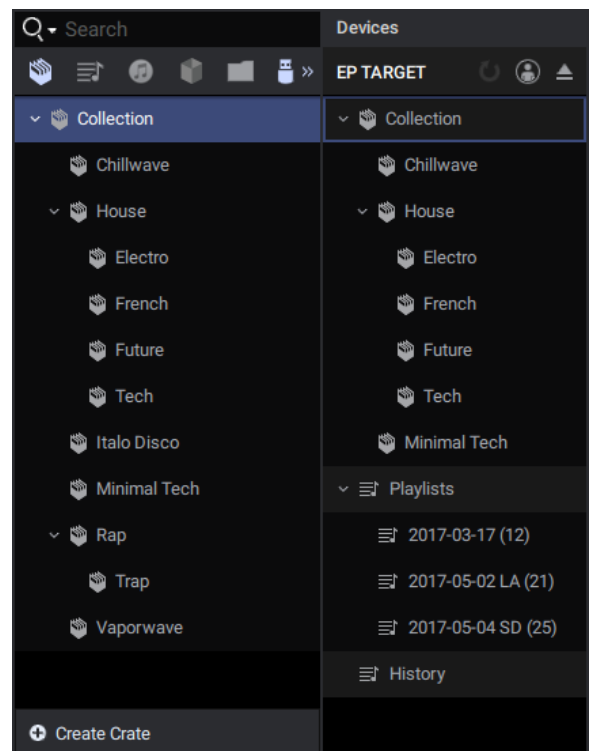 Search
Collection
Chillwave
House
Electro
French
Future
Tech
Italo Disco
Minimal Tech
Rap
Trap
Vaporwave
Create Crate
Devices
EP TARGET
Collection
Chillwave
House
Electro
French
Future
Tech
Minimal Tech
Playlists
2017-03-17 (12)
2017-05-02 LA (21)
2017-05-04 SD (25)
History